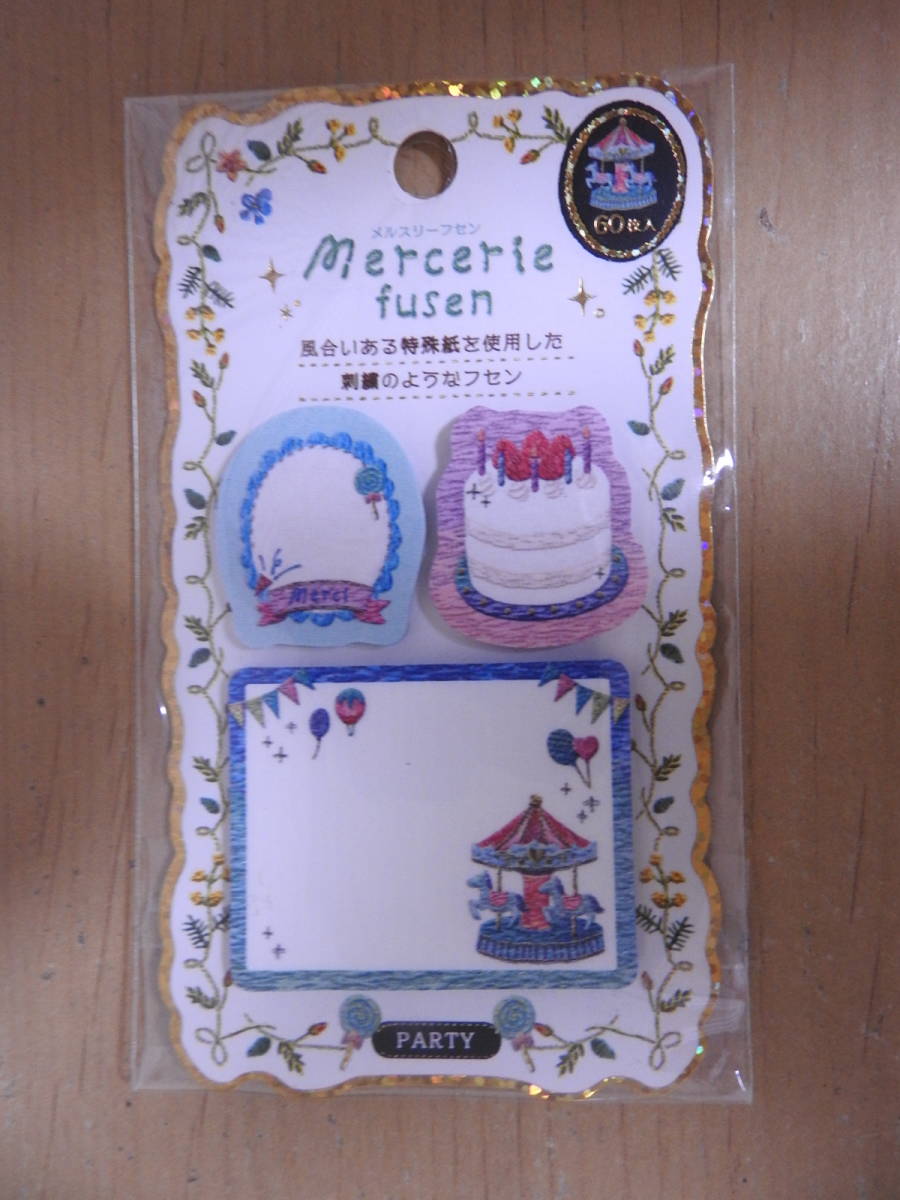 60枚入
メルスリーフセン
Mercerie
fusen
風合いある特殊紙を使用した
刺繍のようなフセン
Merci
PARTY